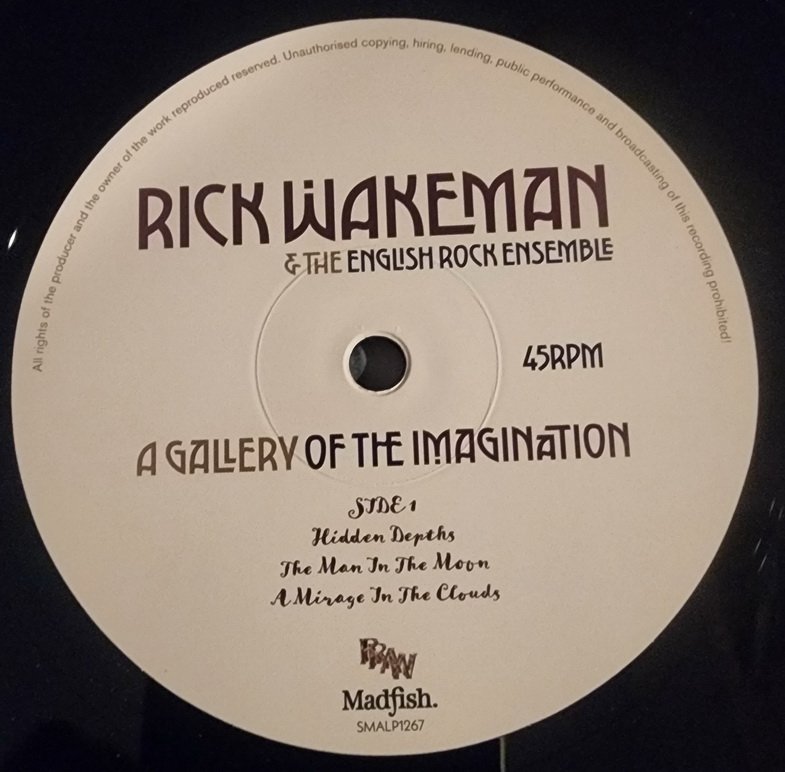 All rights of the producer and the owner of the work reproduced reserved. Unauthorised copying, hiring, lending, public performance and broadcasting of this recording prohibited!
RICK WAKEMAN
& THE ENGLISH ROCK ENSEMBLE
45RPM
A GALLERY OF THE IMAGINATION
SIDE 1
Hidden Depths
The Man In The Moon
A Mirage In The Clouds
RRAW
Madfish.
SMALP1267